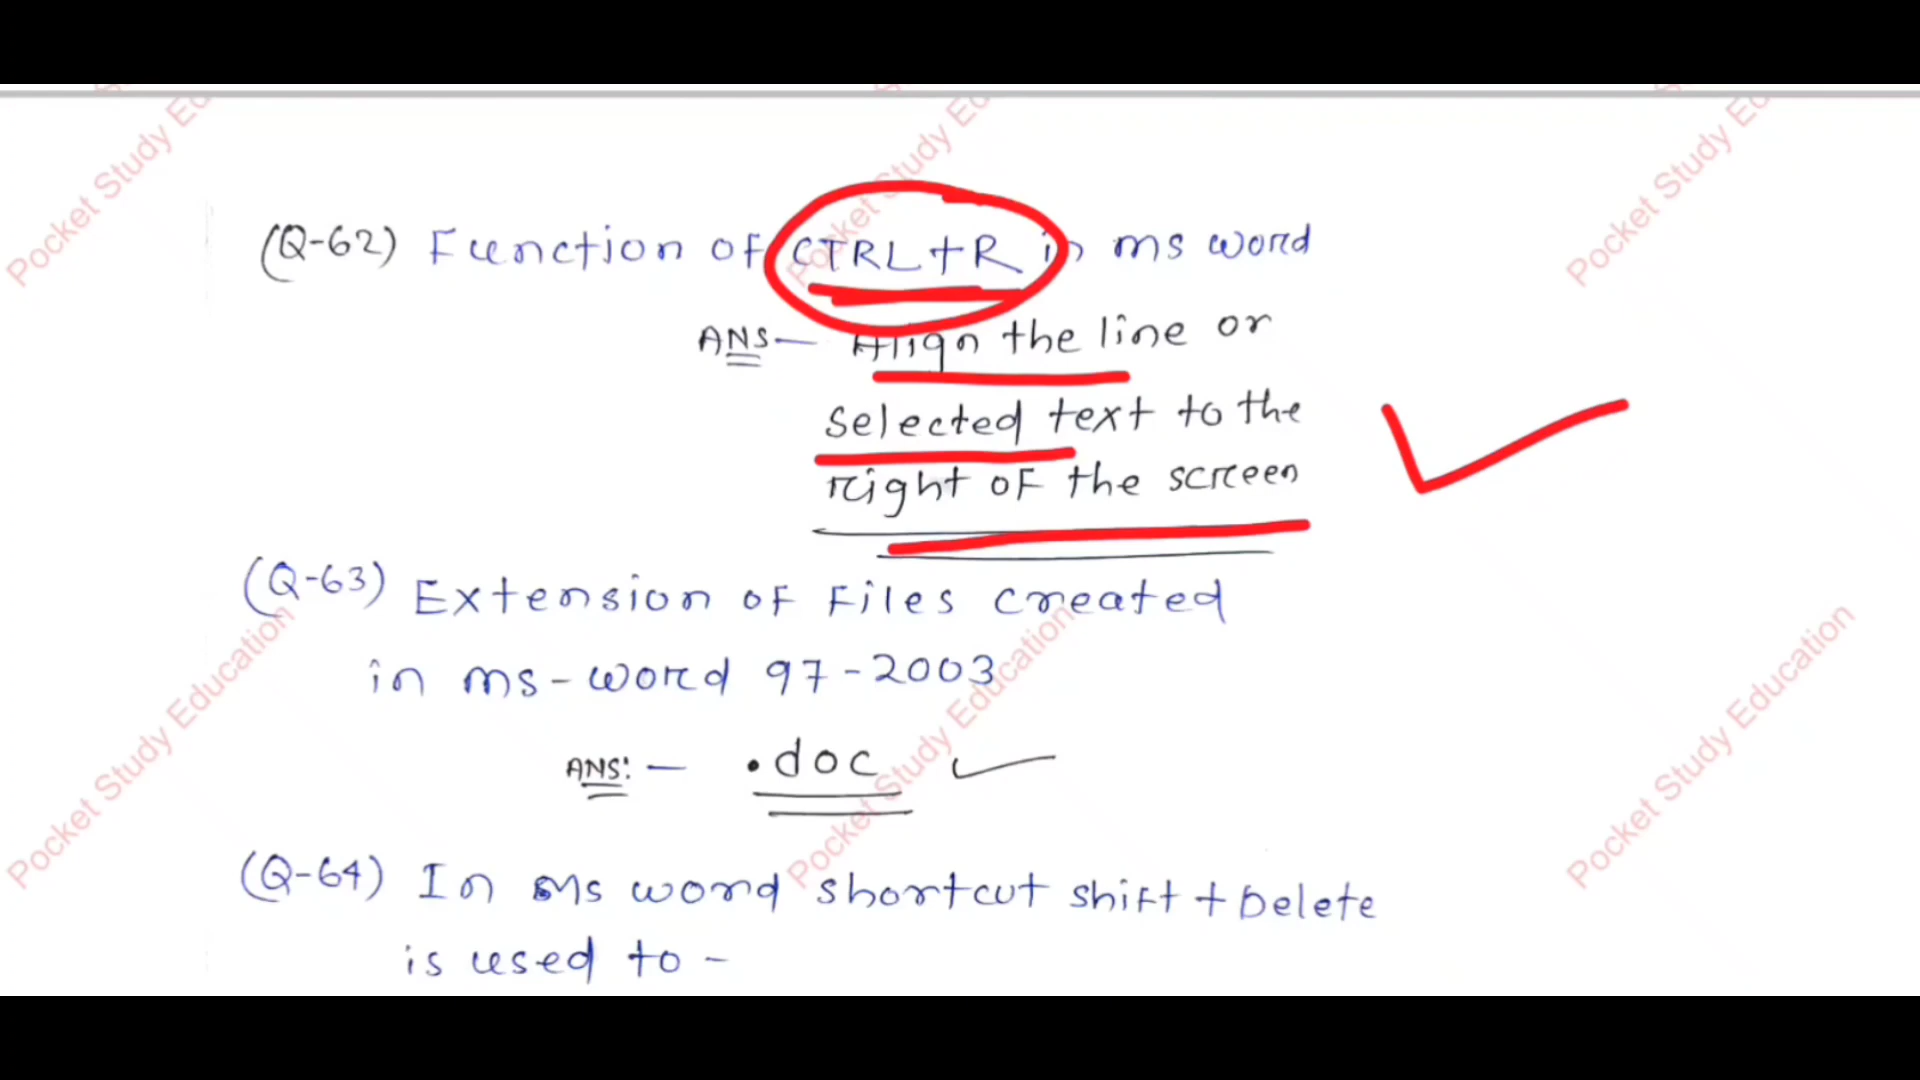 (Q-62) Function of CTRL+R in ms word
ANS- Align the line or
selected text to the
right of the screen
(Q-63) Extension of files created
in ms-word 97-2003
ANS:- .doc
(Q-64) In Ms word shortcut shift+Delete
is used to -
Pocket Study Ed
Pocket Study Ed
Pocket Study Ed
Pocket Study Education
Pocket Study Education
Pocket Study Education